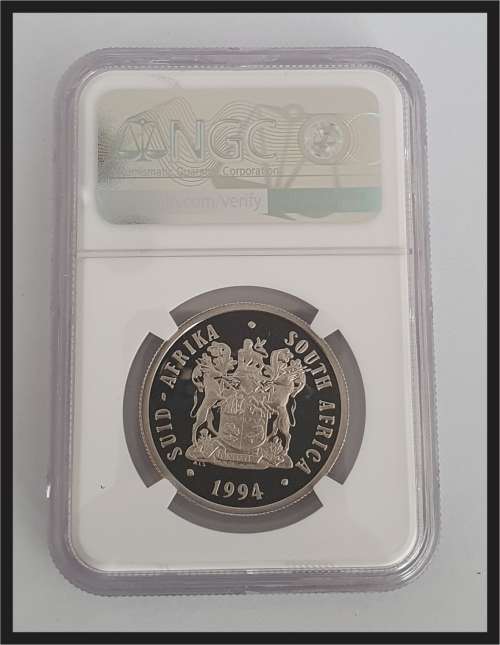 NGC
Numismatic Guaranty Corporation
.com/verify
SUID-AFRIKA · SOUTH AFRICA
1994